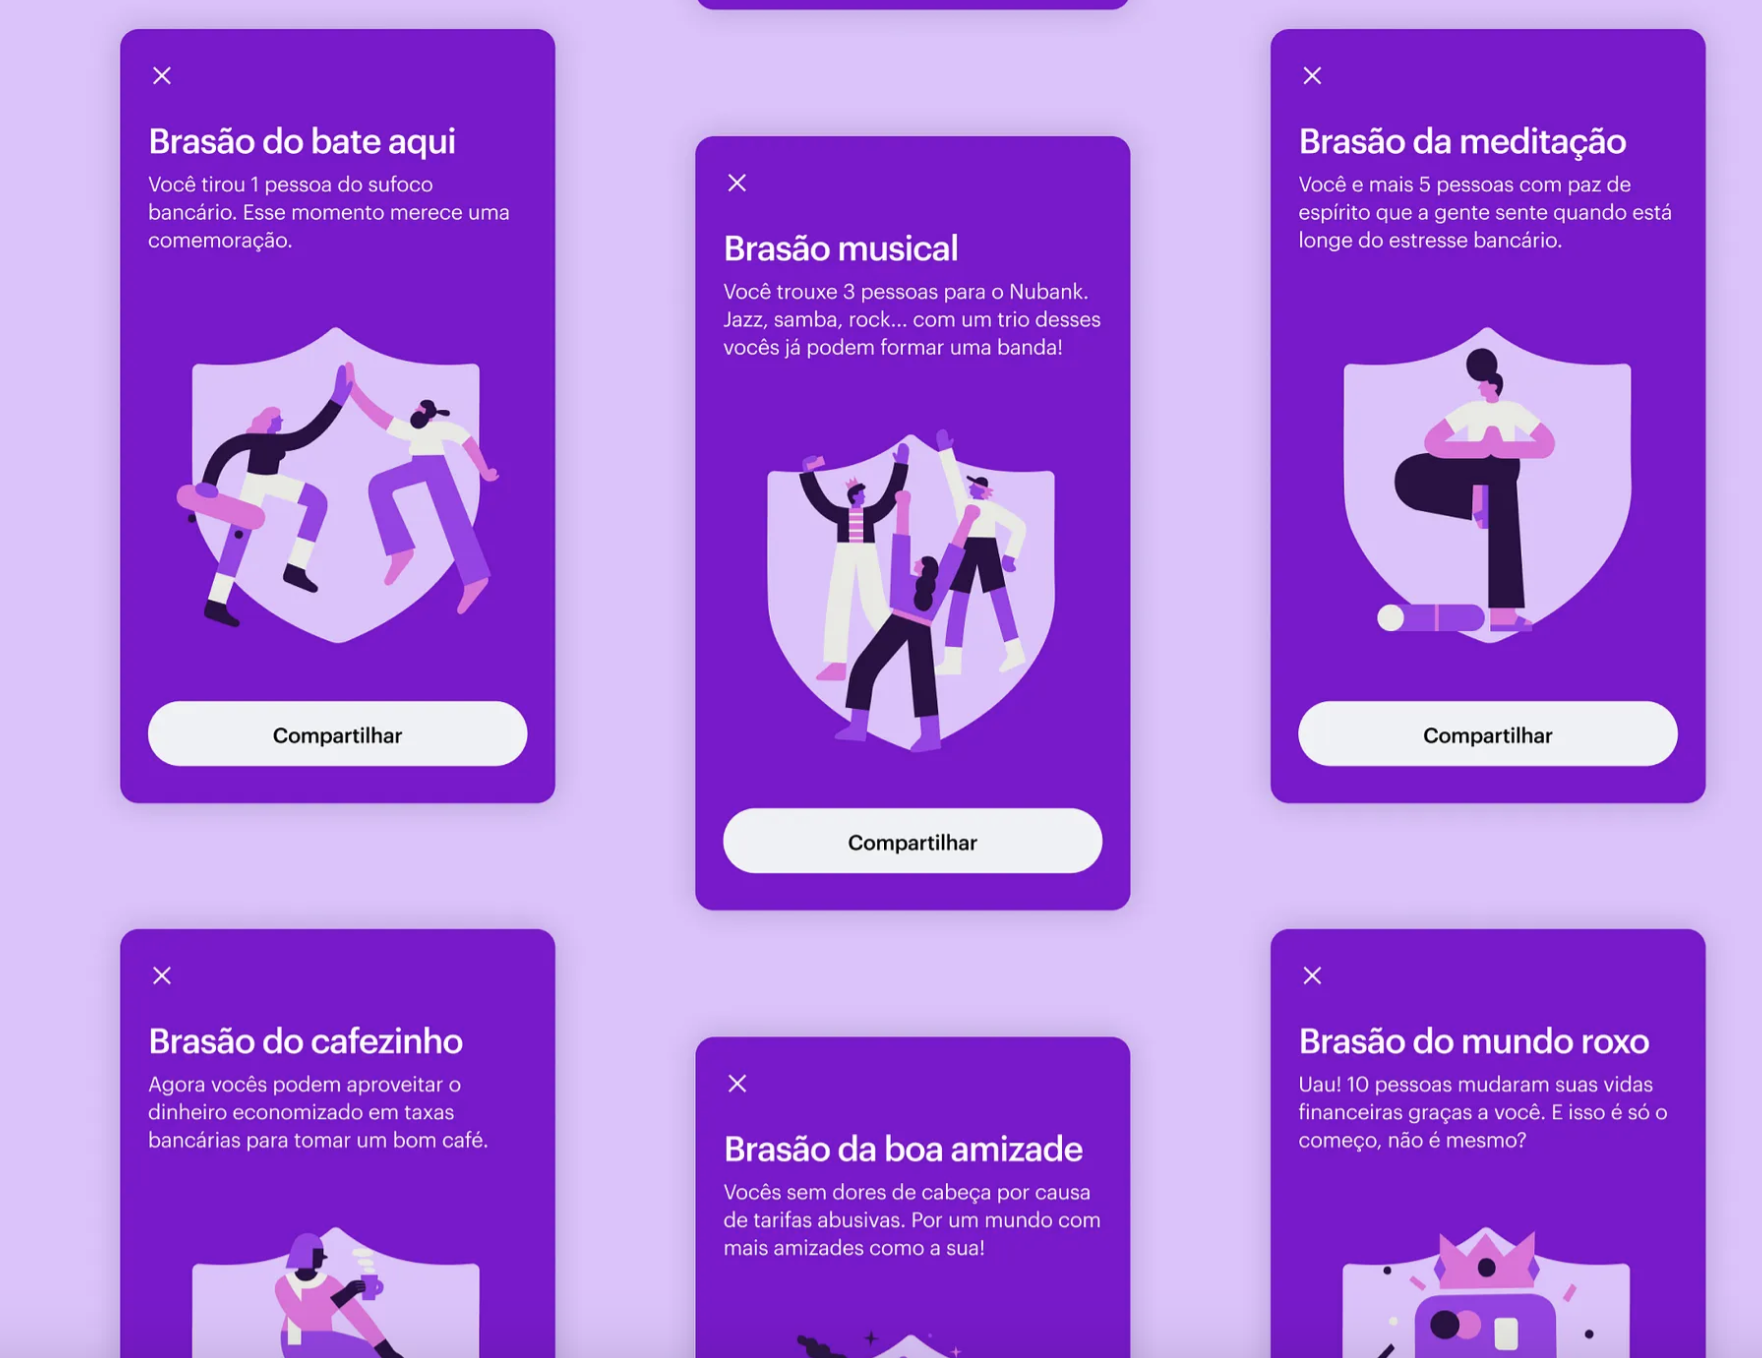 Brasão do bate aqui
Você tirou 1 pessoa do sufoco
bancário. Esse momento merece uma
comemoração.
Compartilhar
Brasão musical
Você trouxe 3 pessoas para o Nubank.
Jazz, samba, rock... com um trio desses
vocês já podem formar uma banda!
Compartilhar
Brasão da meditação
Você e mais 5 pessoas com paz de
espírito que a gente sente quando está
longe do estresse bancário.
Compartilhar
Brasão do cafezinho
Agora vocês podem aproveitar o
dinheiro economizado em taxas
bancárias para tomar um bom café.
Brasão da boa amizade
Vocês sem dores de cabeça por causa
de tarifas abusivas. Por um mundo com
mais amizades como a sua!
Brasão do mundo roxo
Uau! 10 pessoas mudaram suas vidas
financeiras graças a você. E isso é só o
começo, não é mesmo?